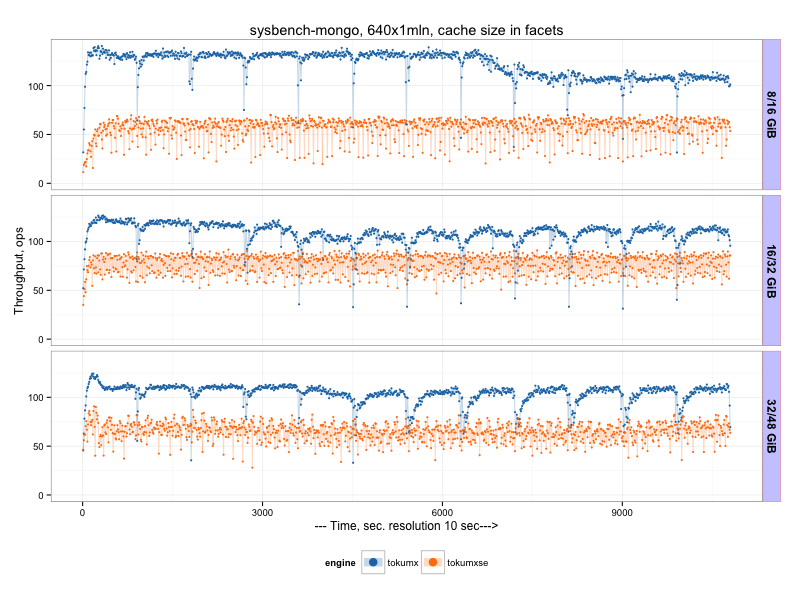 sysbench-mongo, 640x1mln, cache size in facets
Throughput, ops
100
50
0
8/16 GiB
100
50
0
16/32 GiB
100
50
0
32/48 GiB
0 3000 6000 9000
--- Time, sec. resolution 10 sec--->
engine tokumx tokumxse